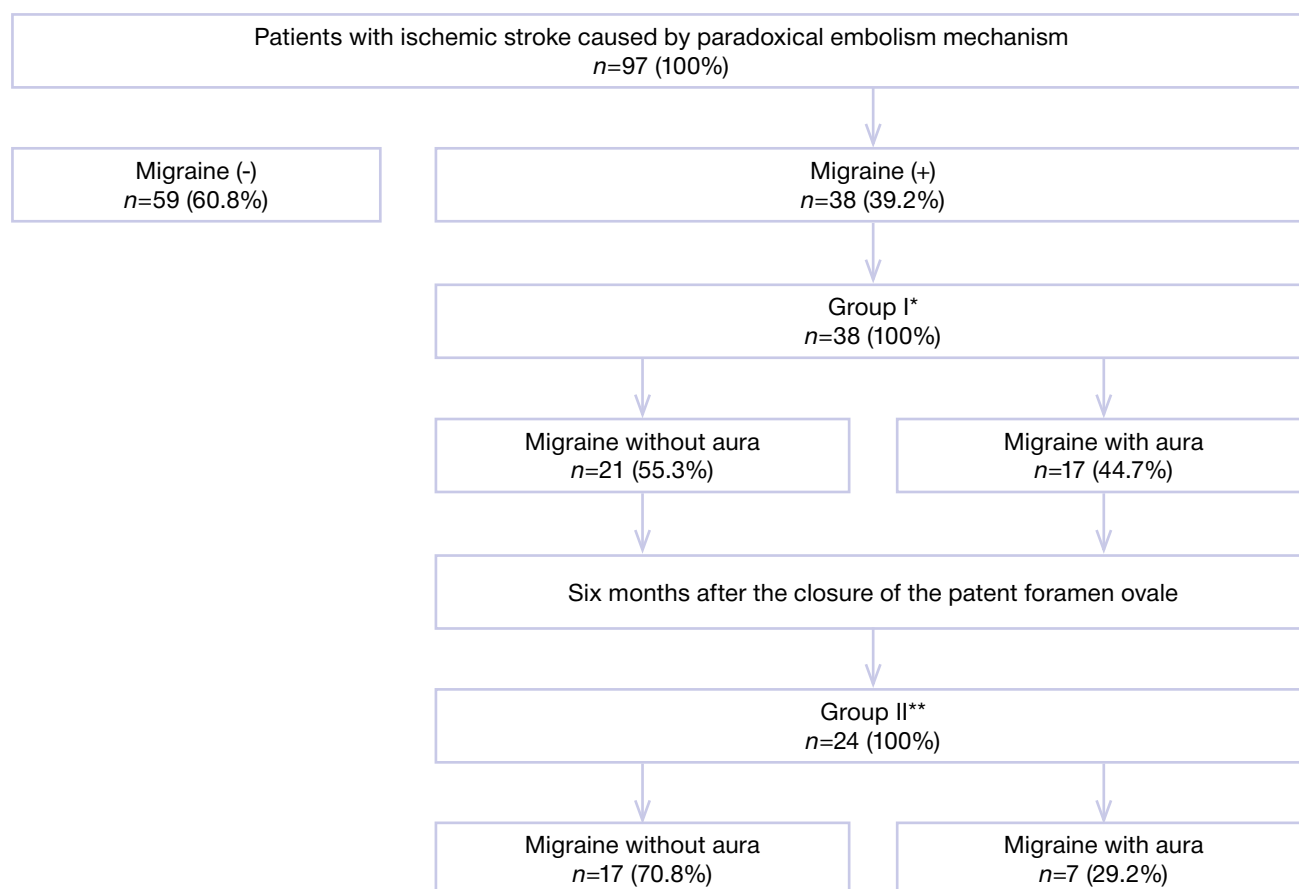 Patients with ischemic stroke caused by paradoxical embolism mechanism
n=97 (100%)
Migraine (-)
n=59 (60.8%)
Migraine (+)
n=38 (39.2%)
Group I*
n=38 (100%)
Migraine without aura
n=21 (55.3%)
Migraine with aura
n=17 (44.7%)
Six months after the closure of the patent foramen ovale
Group II**
n=24 (100%)
Migraine without aura
n=17 (70.8%)
Migraine with aura
n=7 (29.2%)